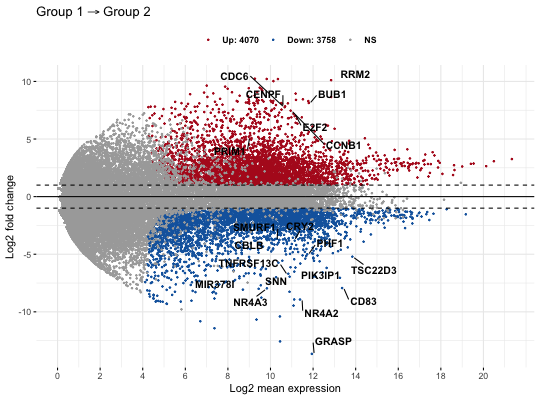 Group 1 → Group 2
Up: 4070 Down: 3758 NS
Log2 fold change
10
5
0
-5
-10
CDC6
RRM2
CENPF
BUB1
E2F2
CCNB1
PRIM1
SMURF1
CRY2
CBLB
PHF1
TNFRSF13C
TSC22D3
PIK3IP1
SNN
MIR378I
NR4A3
CD83
NR4A2
GRASP
0 2 4 6 8 10 12 14 16 18 20
Log2 mean expression